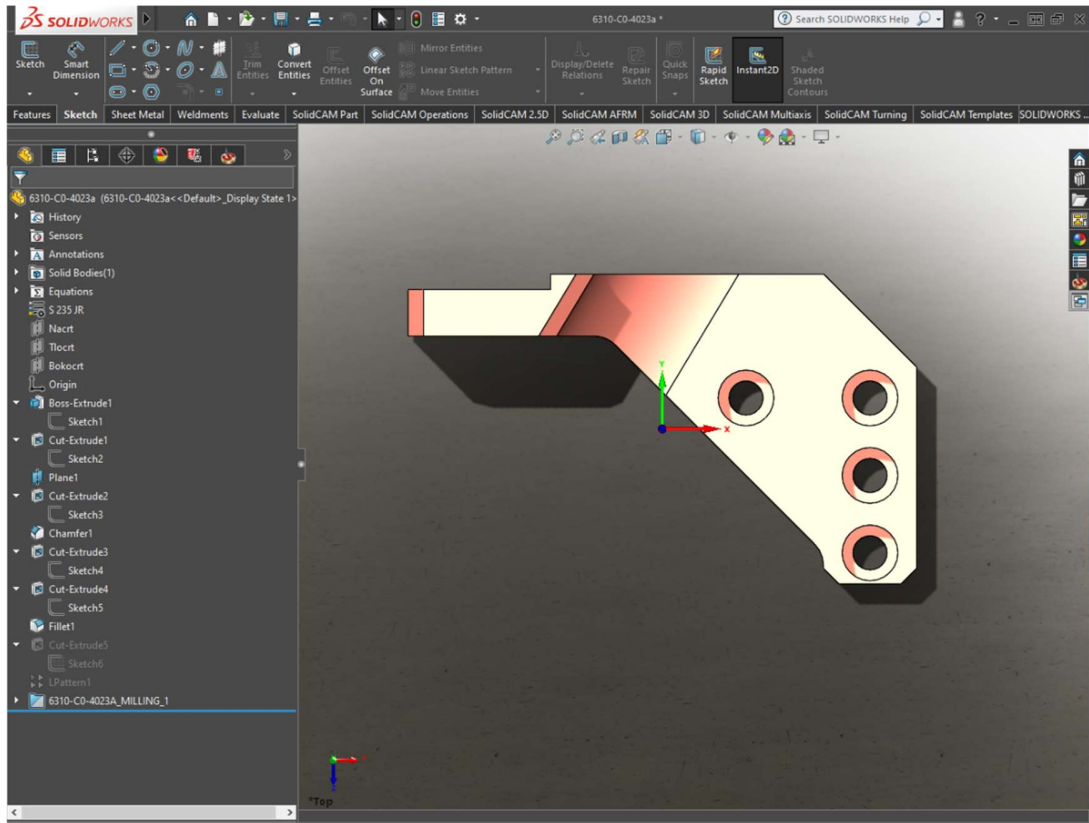 SOLIDWORKS
6310-C0-4023a *
Search SOLIDWORKS Help
Sketch
Smart Dimension
Trim Entities
Convert Entities
Offset Entities
Offset On Surface
Mirror Entities
Linear Sketch Pattern
Move Entities
Display/Delete Relations
Repair Sketch
Quick Snaps
Rapid Sketch
Instant2D
Shaded Sketch Contours
Features Sketch Sheet Metal Weldments Evaluate SolidCAM Part SolidCAM Operations SolidCAM 2.5D SolidCAM AFRM SolidCAM 3D SolidCAM Multiaxis SolidCAM Turning SolidCAM Templates SOLIDWORKS ...
6310-C0-4023a (6310-C0-4023a<<Default>_Display State 1>
History
Sensors
Annotations
Solid Bodies(1)
Equations
S 235 JR
Nacrt
Tlocrt
Bokocrt
Origin
Boss-Extrude1
Sketch1
Cut-Extrude1
Sketch2
Plane1
Cut-Extrude2
Sketch3
Chamfer1
Cut-Extrude3
Sketch4
Cut-Extrude4
Sketch5
Fillet1
Cut-Extrude5
Sketch6
LPattern1
6310-C0-4023A_MILLING_1
Y
X
Z
*Top